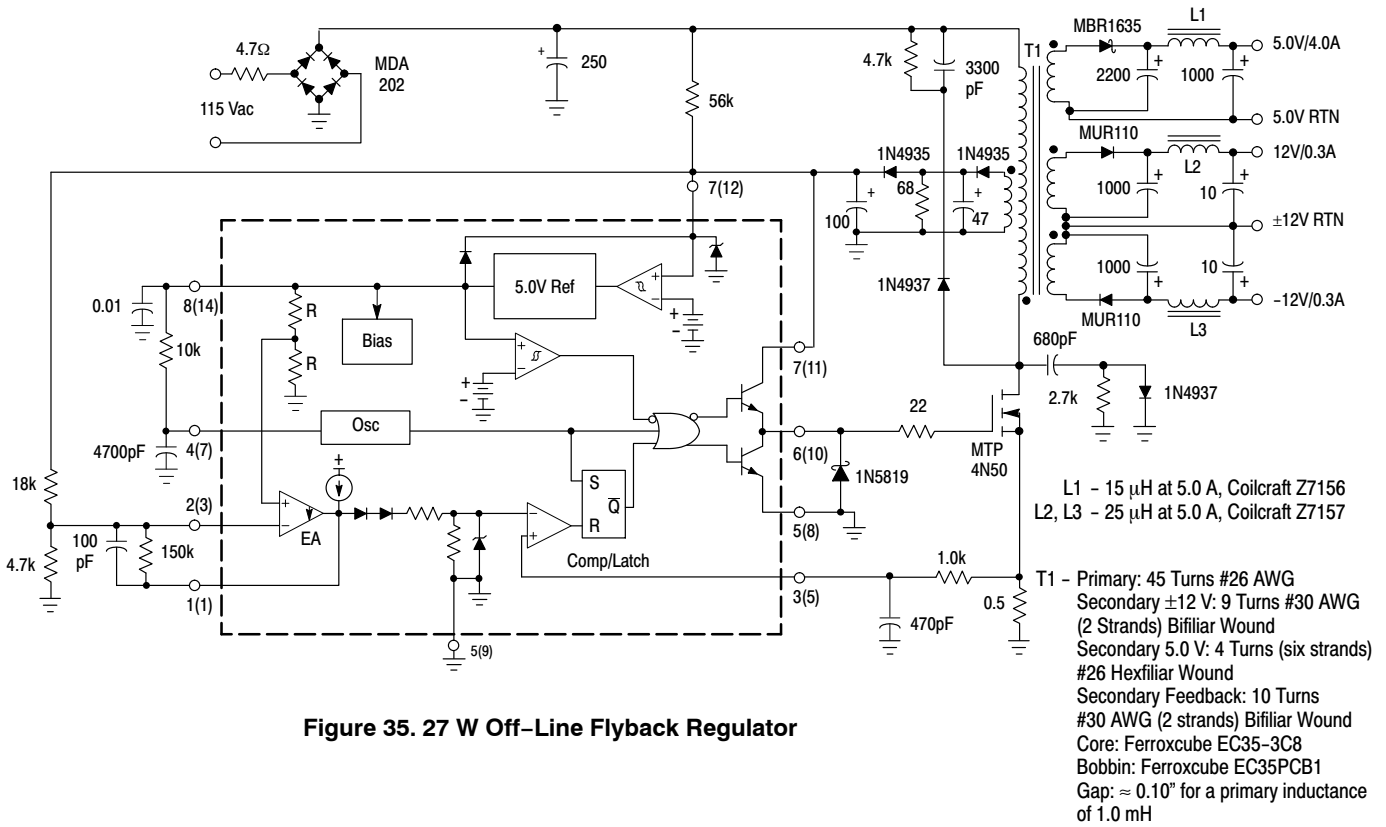 MBR1635
L1
4.7Ω
MDA
202
+
250
4.7k
3300
pF
T1
+
2200
+
1000
5.0V/4.0A
115 Vac
56k
5.0V RTN
MUR110
12V/0.3A
1N4935
1N4935
L2
7(12)
68
+
100
+
47
+
1000
+
10
±12V RTN
1000
+
10
+
0.01
8(14)
R
5.0V Ref
+
–
+
–
1N4937
–12V/0.3A
MUR110
L3
10k
R
Bias
+
–
+
–
7(11)
680pF
2.7k
1N4937
4700pF
4(7)
Osc
22
6(10)
MTP
4N50
18k
+
S
Q
R
1N5819
L1 – 15 μH at 5.0 A, Coilcraft Z7156
L2, L3 – 25 μH at 5.0 A, Coilcraft Z7157
2(3)
+
–
EA
–
+
5(8)
100
pF
150k
Comp/Latch
4.7k
1(1)
3(5)
1.0k
470pF
0.5
5(9)
T1 – Primary: 45 Turns #26 AWG
Secondary ±12 V: 9 Turns #30 AWG
(2 Strands) Bifiliar Wound
Secondary 5.0 V: 4 Turns (six strands)
#26 Hexfiliar Wound
Secondary Feedback: 10 Turns
#30 AWG (2 strands) Bifiliar Wound
Core: Ferroxcube EC35–3C8
Bobbin: Ferroxcube EC35PCB1
Gap: ≈ 0.10” for a primary inductance
of 1.0 mH
Figure 35. 27 W Off–Line Flyback Regulator